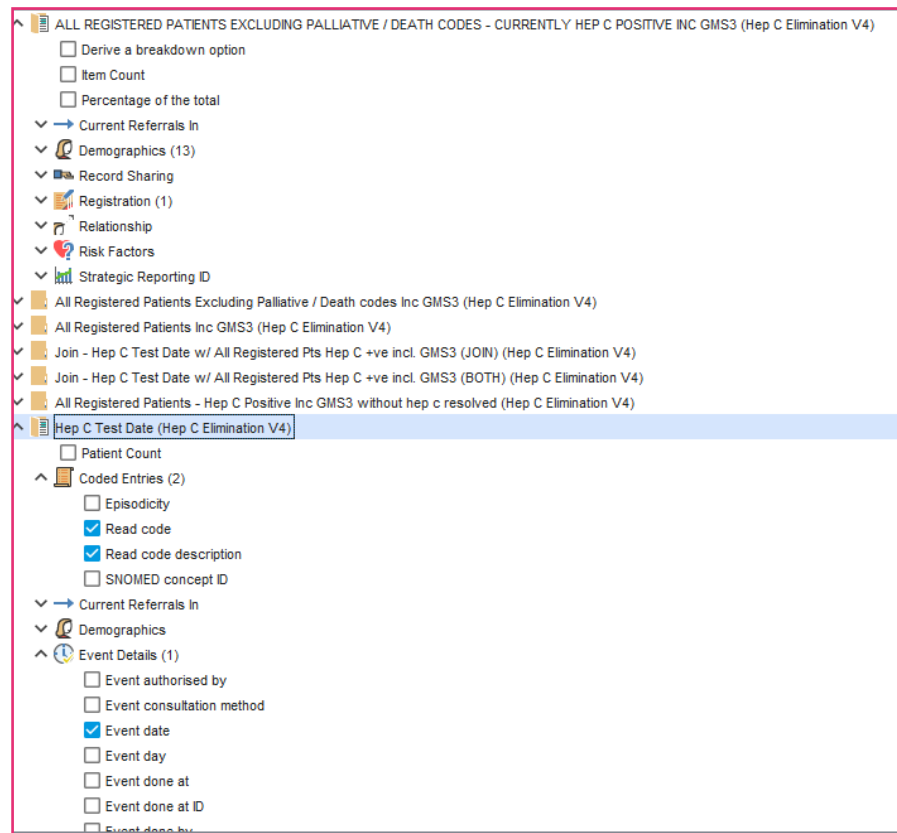 ALL REGISTERED PATIENTS EXCLUDING PALLIATIVE / DEATH CODES - CURRENTLY HEP C POSITIVE INC GMS3 (Hep C Elimination V4)
Derive a breakdown option
Item Count
Percentage of the total
Current Referrals In
Demographics (13)
Record Sharing
Registration (1)
Relationship
Risk Factors
Strategic Reporting ID
All Registered Patients Excluding Palliative / Death codes Inc GMS3 (Hep C Elimination V4)
All Registered Patients Inc GMS3 (Hep C Elimination V4)
Join - Hep C Test Date w/ All Registered Pts Hep C +ve incl. GMS3 (JOIN) (Hep C Elimination V4)
Join - Hep C Test Date w/ All Registered Pts Hep C +ve incl. GMS3 (BOTH) (Hep C Elimination V4)
All Registered Patients - Hep C Positive Inc GMS3 without hep c resolved (Hep C Elimination V4)
Hep C Test Date (Hep C Elimination V4)
Patient Count
Coded Entries (2)
Episodicity
Read code
Read code description
SNOMED concept ID
Current Referrals In
Demographics
Event Details (1)
Event authorised by
Event consultation method
Event date
Event day
Event done at
Event done at ID
Event done by